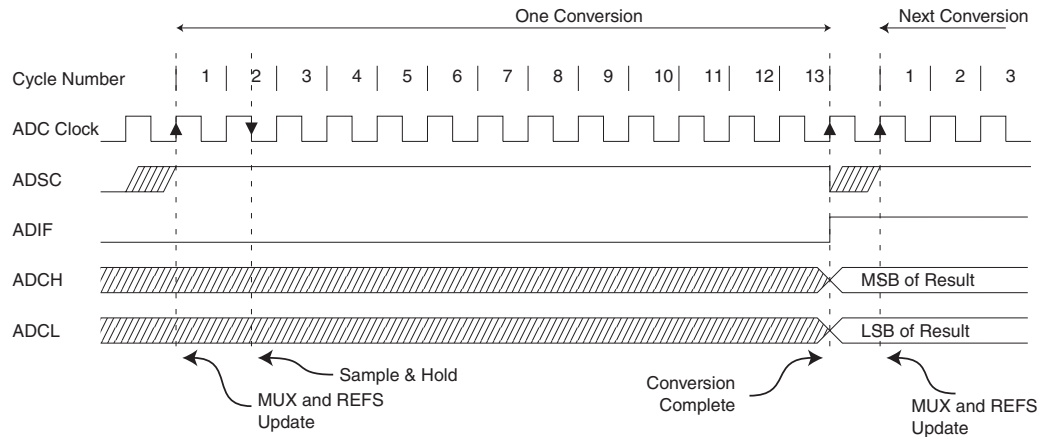 One Conversion Next Conversion
Cycle Number 1 2 3 4 5 6 7 8 9 10 11 12 13 1 2 3
ADC Clock
ADSC
ADIF
ADCH MSB of Result
ADCL LSB of Result
Sample & Hold
MUX and REFS
Update
Conversion
Complete
MUX and REFS
Update